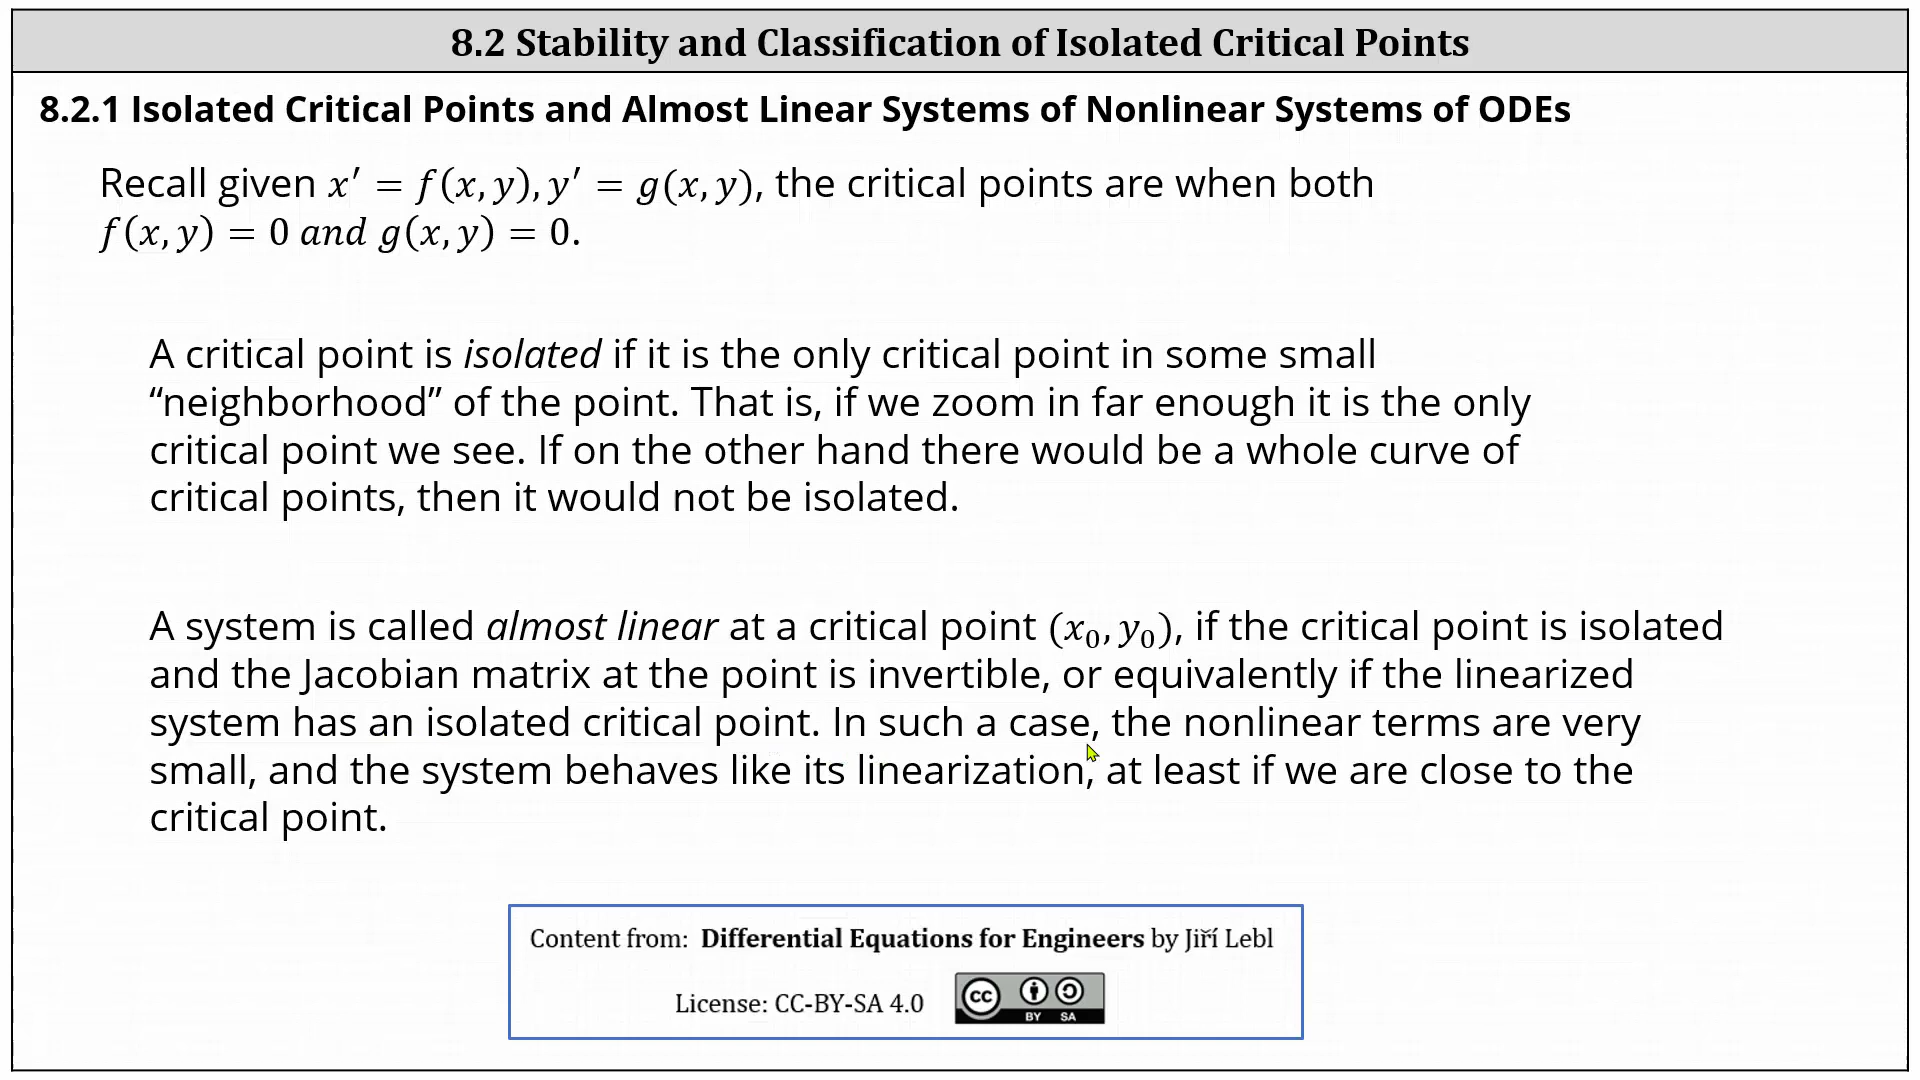 8.2 Stability and Classification of Isolated Critical Points
8.2.1 Isolated Critical Points and Almost Linear Systems of Nonlinear Systems of ODEs
Recall given x′ = f(x, y), y′ = g(x, y), the critical points are when both
f(x, y) = 0 and g(x, y) = 0.
A critical point is isolated if it is the only critical point in some small
“neighborhood” of the point. That is, if we zoom in far enough it is the only
critical point we see. If on the other hand there would be a whole curve of
critical points, then it would not be isolated.
A system is called almost linear at a critical point (x₀, y₀), if the critical point is isolated
and the Jacobian matrix at the point is invertible, or equivalently if the linearized
system has an isolated critical point. In such a case, the nonlinear terms are very
small, and the system behaves like its linearization, at least if we are close to the
critical point.
Content from: Differential Equations for Engineers by Jiří Lebl
License: CC-BY-SA 4.0
cc
BY SA